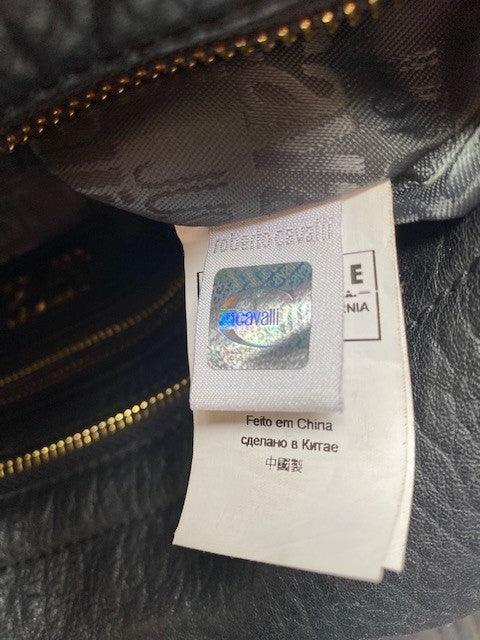 roberto cavalli
E
A.
NIA
cavalli
Feito em China
сделано в Китае
中國製